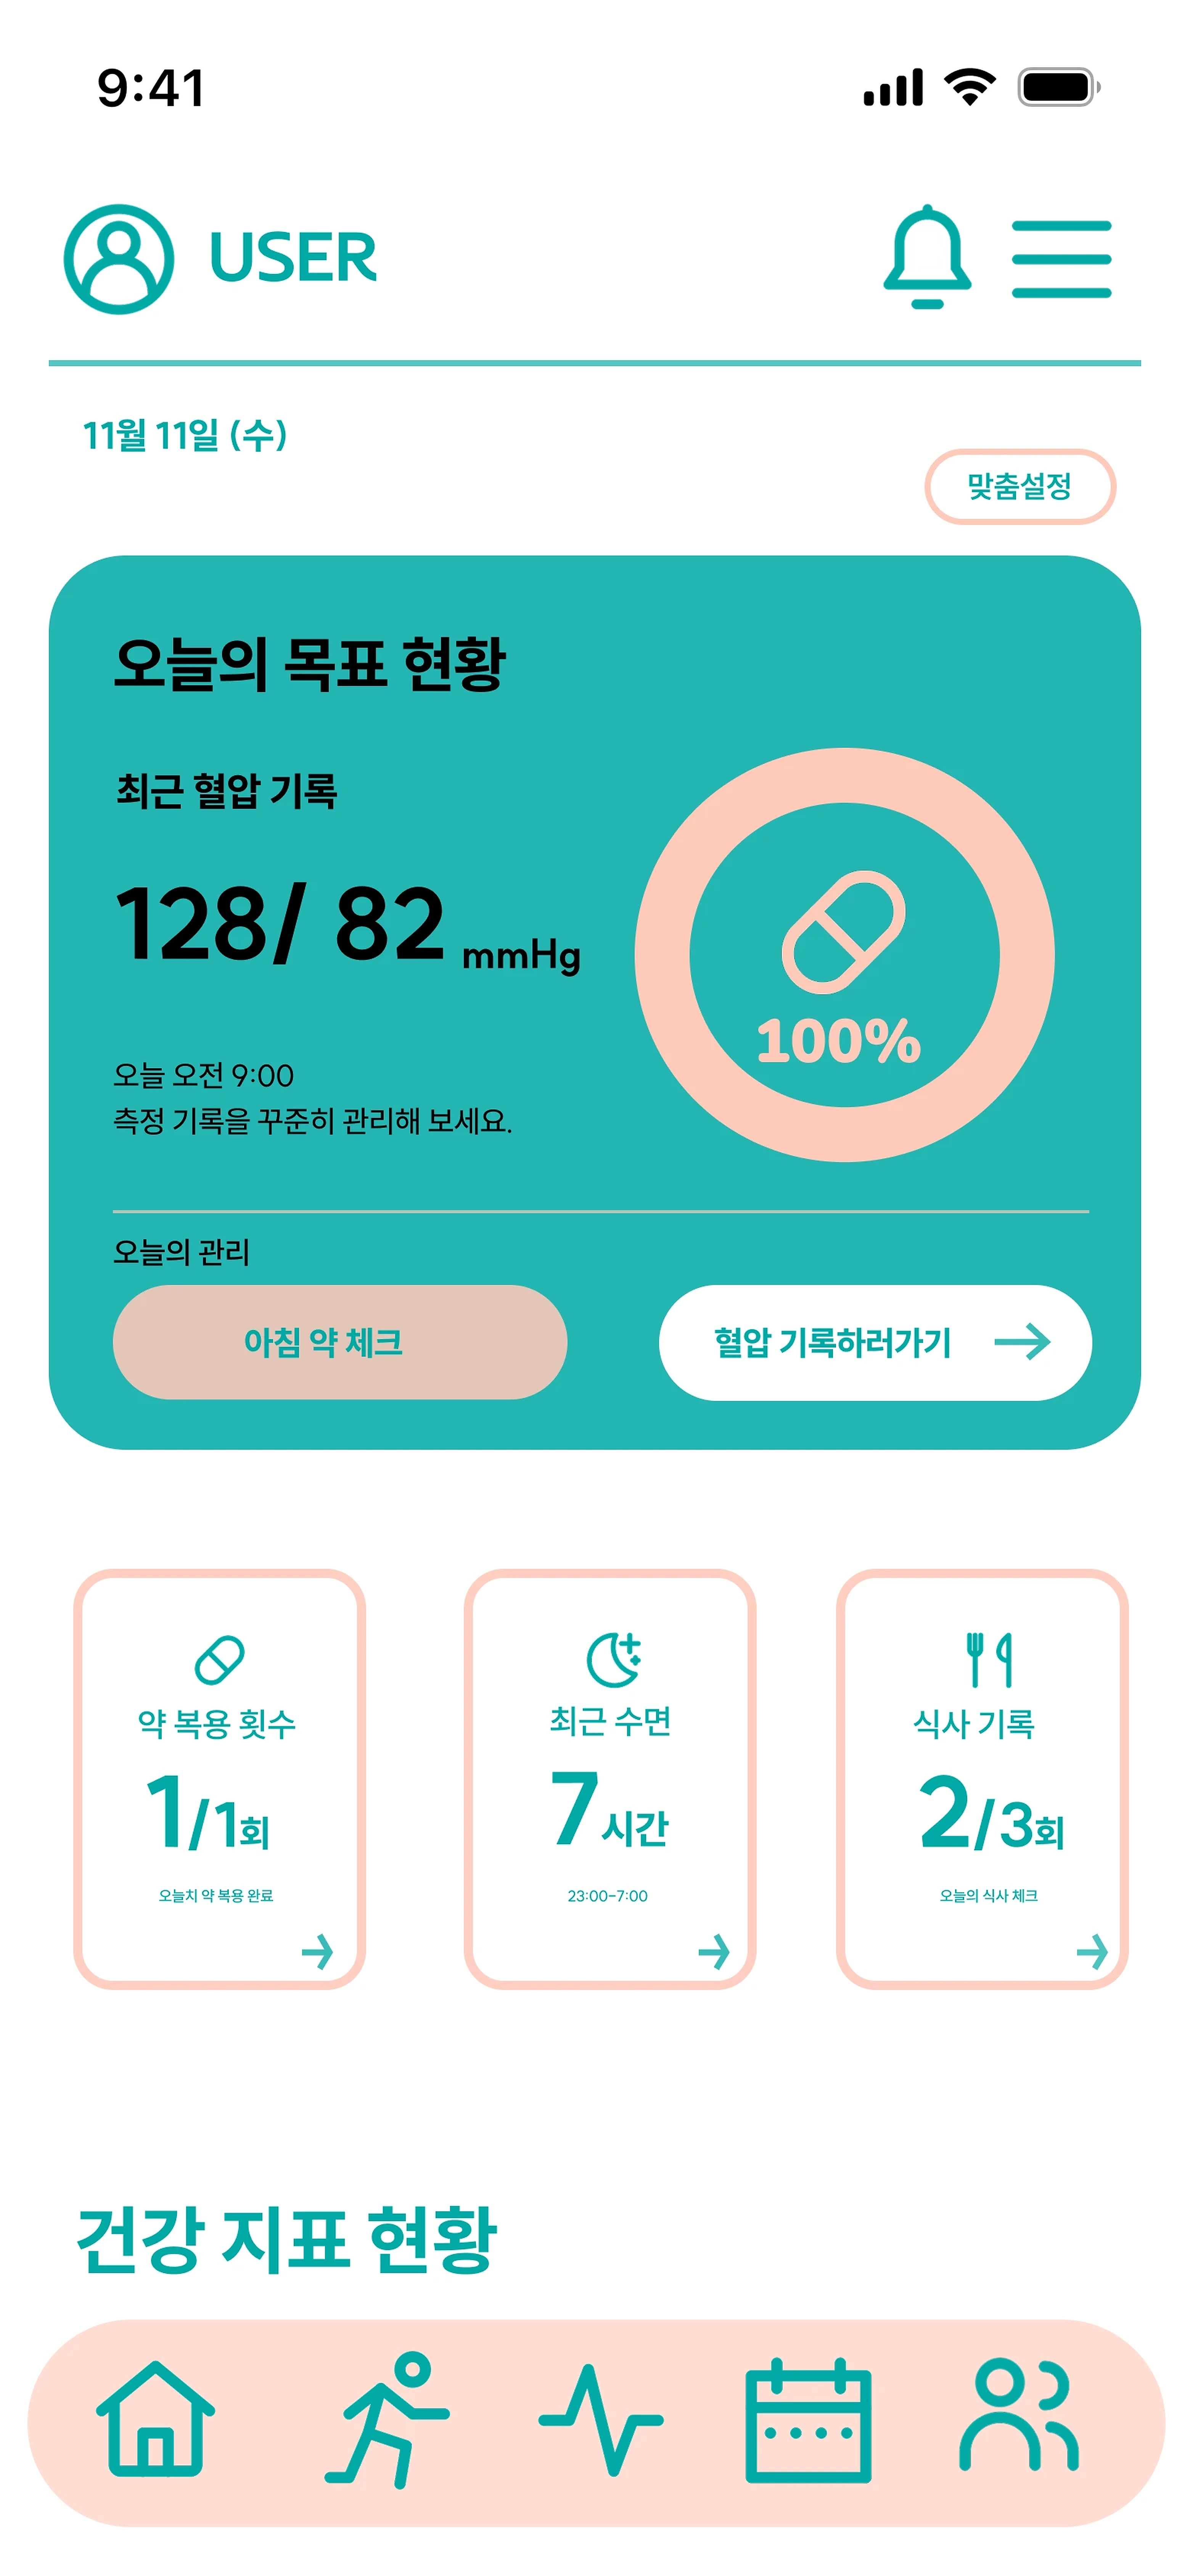 9:41
USER
11월 11일 (수)
맞춤설정
오늘의 목표 현황
최근 혈압 기록
128/ 82 mmHg
100%
오늘 오전 9:00
측정 기록을 꾸준히 관리해 보세요.
오늘의 관리
아침 약 체크
혈압 기록하러가기
약 복용 횟수
1/1회
오늘치 약 복용 완료
최근 수면
7시간
23:00-7:00
식사 기록
2/3회
오늘의 식사 체크
건강 지표 현황